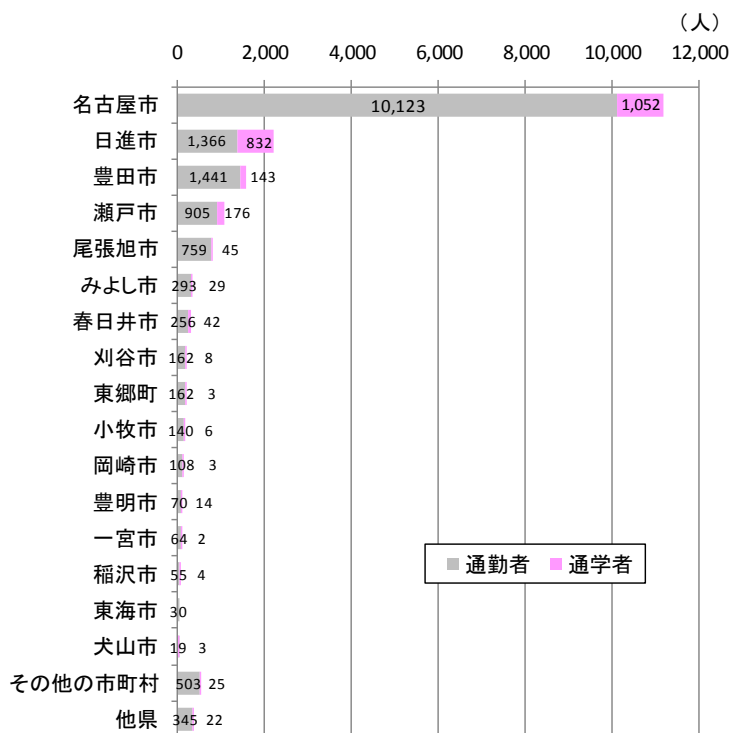 （人）
0 2,000 4,000 6,000 8,000 10,000 12,000
名古屋市 10,123 1,052
日進市 1,366 832
豊田市 1,441 143
瀬戸市 905 176
尾張旭市 759 45
みよし市 293 29
春日井市 256 42
刈谷市 162 8
東郷町 162 3
小牧市 140 6
岡崎市 108 3
豊明市 70 14
一宮市 64 2
稲沢市 55 4
東海市 30
犬山市 19 3
その他の市町村 503 25
他県 345 22
通勤者 通学者